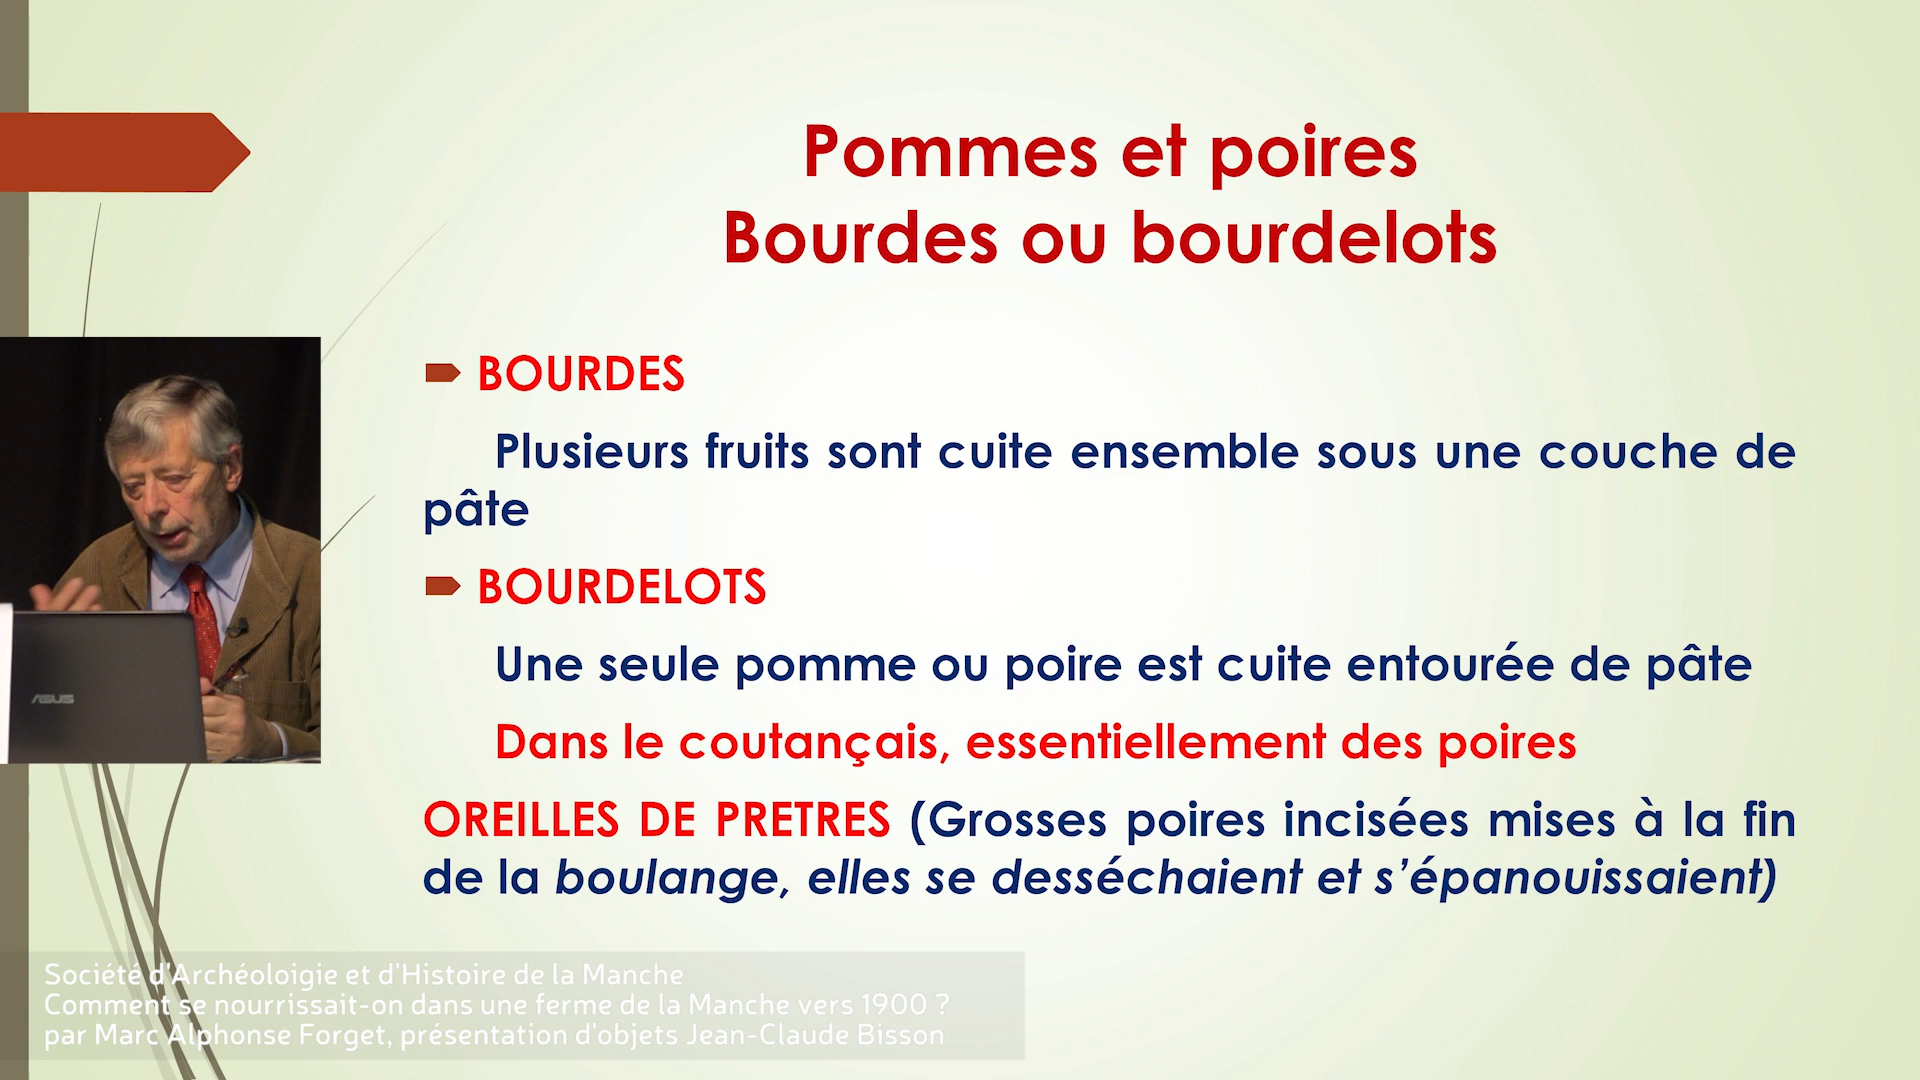 Pommes et poires
Bourdes ou bourdelots
BOURDES
Plusieurs fruits sont cuite ensemble sous une couche de
pâte
BOURDELOTS
Une seule pomme ou poire est cuite entourée de pâte
Dans le coutançais, essentiellement des poires
OREILLES DE PRETRES (Grosses poires incisées mises à la fin
de la boulange, elles se desséchaient et s’épanouissaient)
ASUS
Société d'Archéoloigie et d'Histoire de la Manche
Comment se nourrissait-on dans une ferme de la Manche vers 1900 ?
par Marc Alphonse Forget, présentation d'objets Jean-Claude Bisson